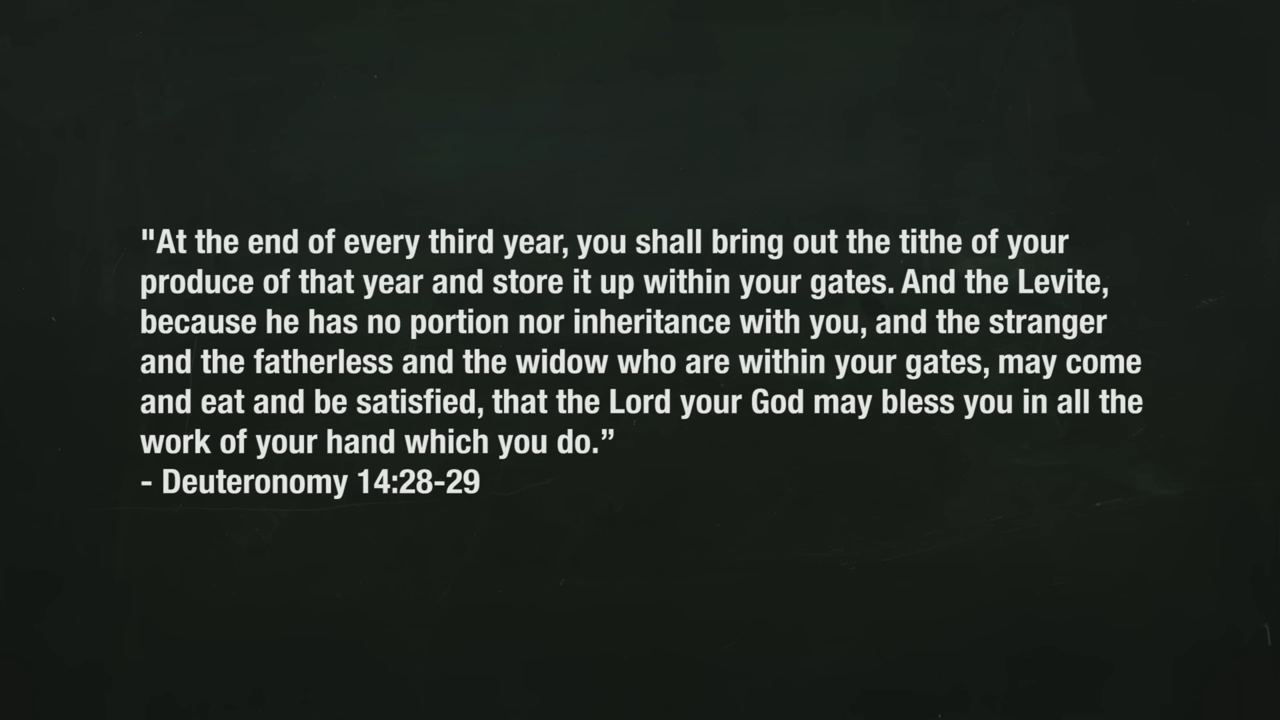 "At the end of every third year, you shall bring out the tithe of your
produce of that year and store it up within your gates. And the Levite,
because he has no portion nor inheritance with you, and the stranger
and the fatherless and the widow who are within your gates, may come
and eat and be satisfied, that the Lord your God may bless you in all the
work of your hand which you do.”
- Deuteronomy 14:28-29